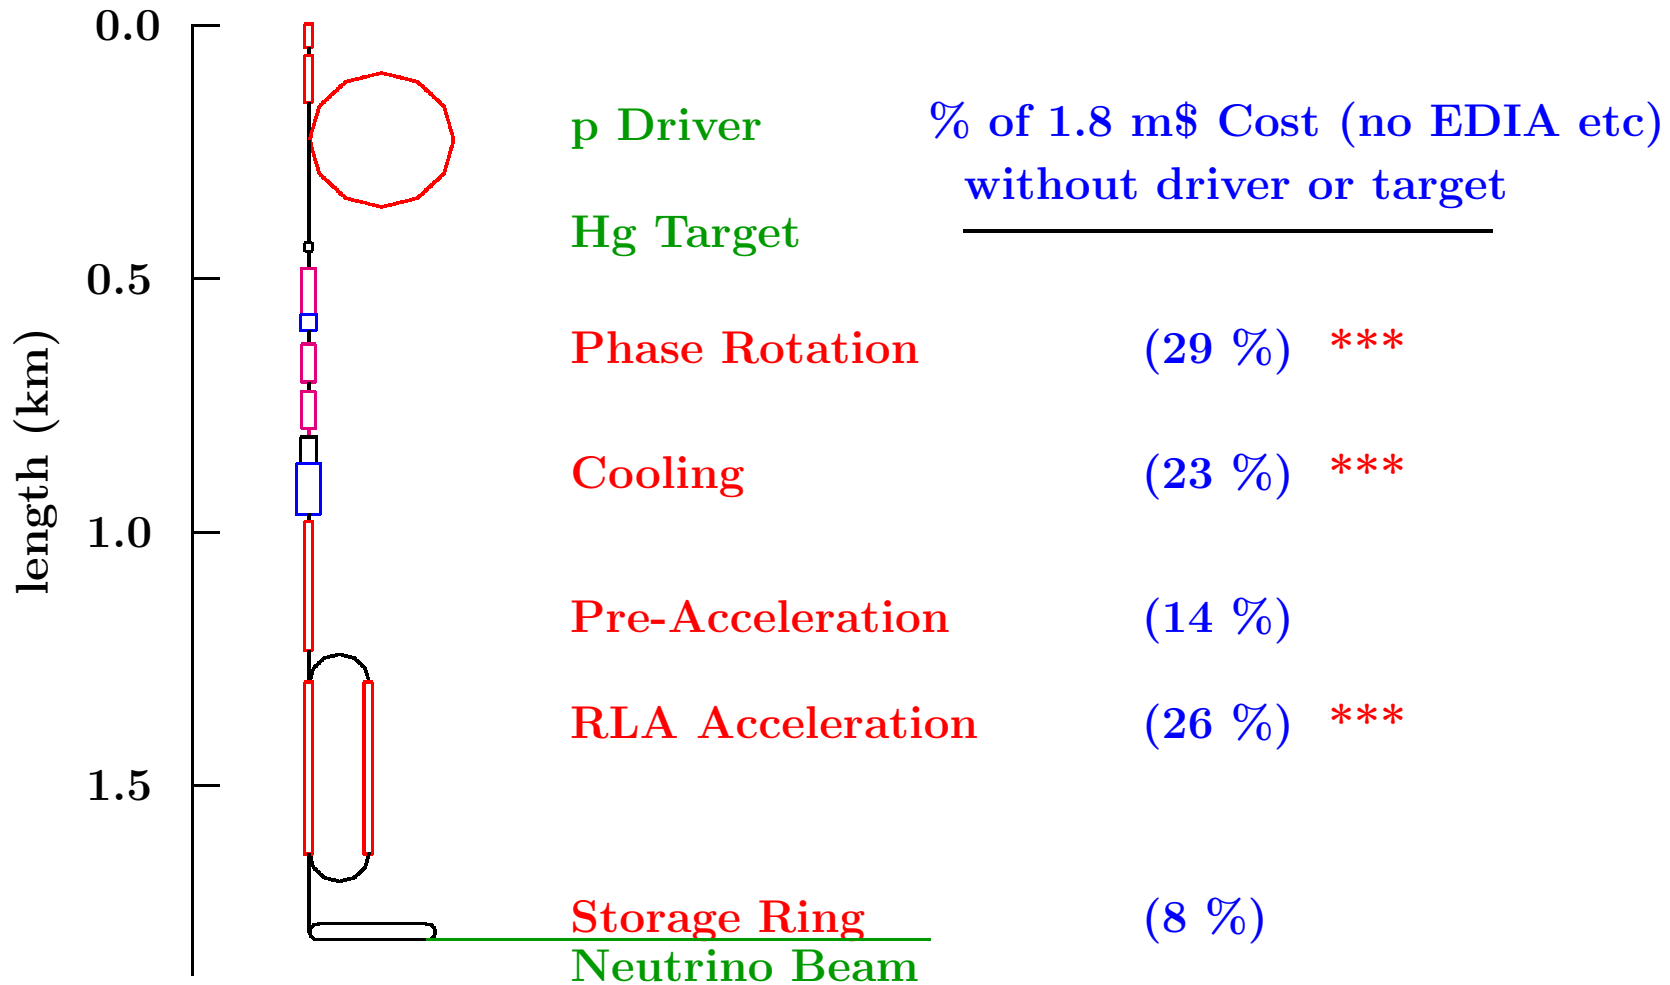 0.0
p Driver
% of 1.8 m$ Cost (no EDIA etc)
without driver or target
Hg Target
0.5
Phase Rotation (29 %) ***
length (km)
Cooling (23 %) ***
1.0
Pre-Acceleration (14 %)
RLA Acceleration (26 %) ***
1.5
Storage Ring (8 %)
Neutrino Beam